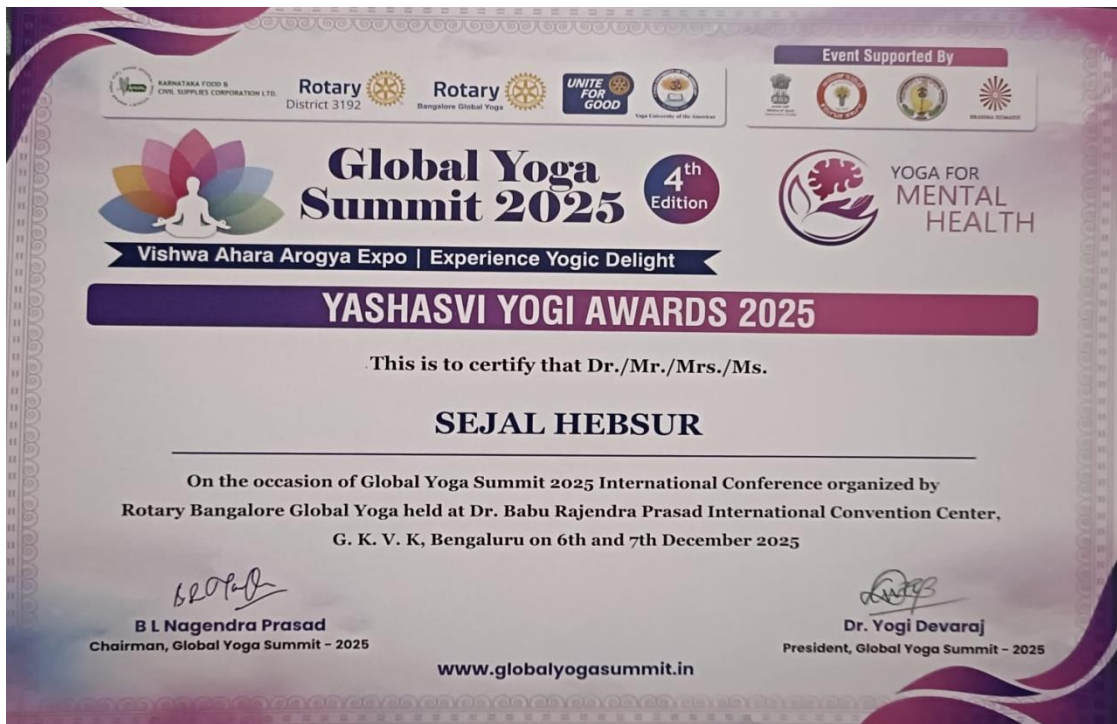 KARNATAKA FOOD &
CIVIL SUPPLIES CORPORATION LTD.
Rotary
District 3192
Rotary
Bangalore Global Yoga
UNITE
FOR
GOOD
Yoga University of the Americas
Event Supported By
Global Yoga
Summit 2025
4th
Edition
YOGA FOR
MENTAL
HEALTH
Vishwa Ahara Arogya Expo | Experience Yogic Delight
YASHASVI YOGI AWARDS 2025
This is to certify that Dr./Mr./Mrs./Ms.
SEJAL HEBSUR
On the occasion of Global Yoga Summit 2025 International Conference organized by
Rotary Bangalore Global Yoga held at Dr. Babu Rajendra Prasad International Convention Center,
G. K. V. K, Bengaluru on 6th and 7th December 2025
B L Nagendra Prasad
Chairman, Global Yoga Summit - 2025
Dr. Yogi Devaraj
President, Global Yoga Summit - 2025
www.globalyogasummit.in